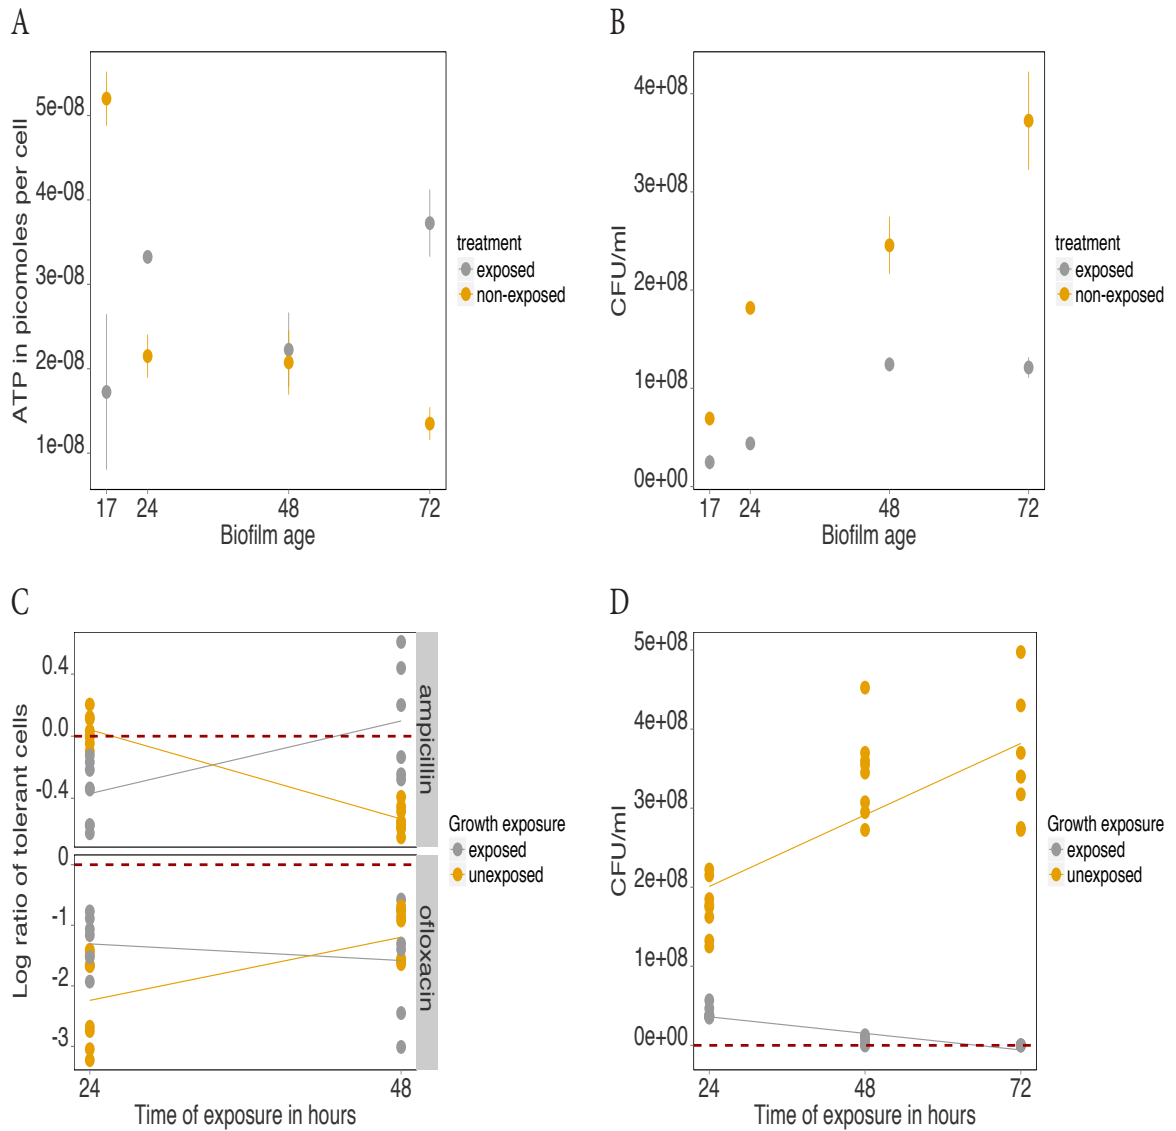 A
ATP in picomoles per cell
5e-08
4e-08
3e-08
2e-08
1e-08
17 24 48 72
Biofilm age
treatment
exposed
non-exposed
B
CFU/ml
4e+08
3e+08
2e+08
1e+08
0e+00
17 24 48 72
Biofilm age
treatment
exposed
non-exposed
C
Log ratio of tolerant cells
0.4
0.0
-0.4
ampicillin
0
-1
-2
-3
ofloxacin
24 48
Time of exposure in hours
Growth exposure
exposed
unexposed
D
CFU/ml
5e+08
4e+08
3e+08
2e+08
1e+08
0e+00
24 48 72
Time of exposure in hours
Growth exposure
exposed
unexposed